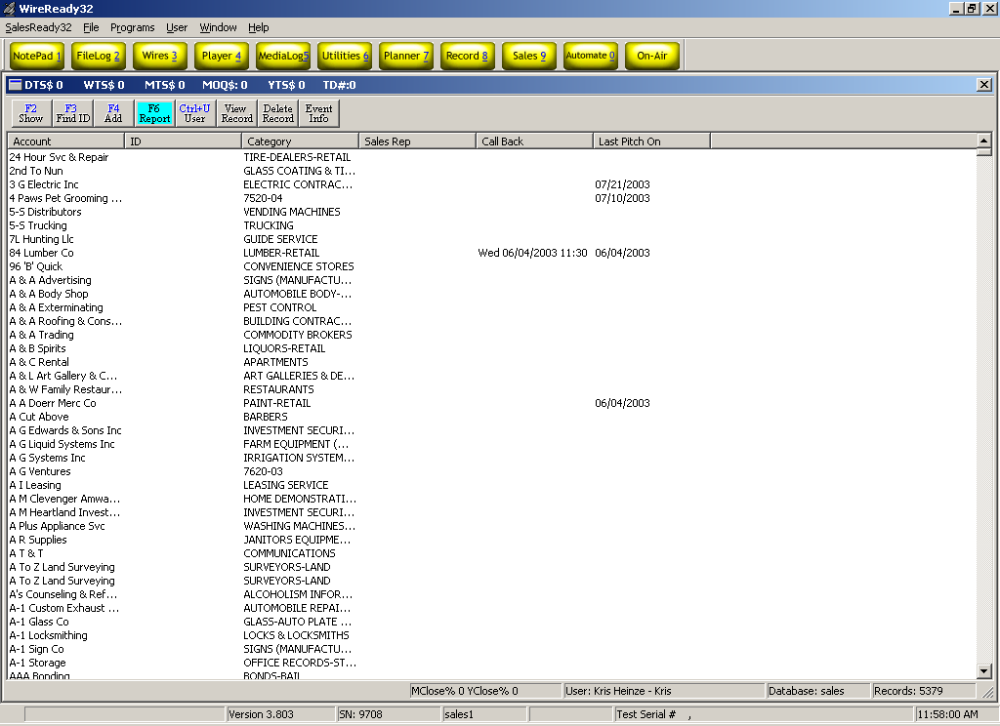 WireReady32
SalesReady32 File Programs User Window Help
NotePad 1 FileLog 2 Wires 3 Player 4 MediaLog5 Utilities 6 Planner 7 Record 8 Sales 9 Automate 0 On-Air
DTS$ 0 WTS$ 0 MTS$ 0 MOQ$: 0 YTS$ 0 TD#:0
F2 F3 F4 F6 Ctrl+U View Delete Event
Show Find ID Add Report User Record Record Info
Account ID Category Sales Rep Call Back Last Pitch On
24 Hour Svc & Repair TIRE-DEALERS-RETAIL
2nd To Nun GLASS COATING & TI...
3 G Electric Inc ELECTRIC CONTRAC... 07/21/2003
4 Paws Pet Grooming ... 7520-04 07/10/2003
5-S Distributors VENDING MACHINES
5-S Trucking TRUCKING
7L Hunting Llc GUIDE SERVICE
84 Lumber Co LUMBER-RETAIL Wed 06/04/2003 11:30 06/04/2003
96 'B' Quick CONVENIENCE STORES
A & A Advertising SIGNS (MANUFACTU...
A & A Body Shop AUTOMOBILE BODY-...
A & A Exterminating PEST CONTROL
A & A Roofing & Cons... BUILDING CONTRAC...
A & A Trading COMMODITY BROKERS
A & B Spirits LIQUORS-RETAIL
A & C Rental APARTMENTS
A & L Art Gallery & C... ART GALLERIES & DE...
A & W Family Restaur... RESTAURANTS
A A Doerr Merc Co PAINT-RETAIL 06/04/2003
A Cut Above BARBERS
A G Edwards & Sons Inc INVESTMENT SECURI...
A G Liquid Systems Inc FARM EQUIPMENT (...
A G Systems Inc IRRIGATION SYSTEM...
A G Ventures 7620-03
A I Leasing LEASING SERVICE
A M Clevenger Amwa... HOME DEMONSTRATI...
A M Heartland Invest... INVESTMENT SECURI...
A Plus Appliance Svc WASHING MACHINES...
A R Supplies JANITORS EQUIPME...
A T & T COMMUNICATIONS
A To Z Land Surveying SURVEYORS-LAND
A To Z Land Surveying SURVEYORS-LAND
A's Counseling & Ref... ALCOHOLISM INFOR...
A-1 Custom Exhaust ... AUTOMOBILE REPAI...
A-1 Glass Co GLASS-AUTO PLATE ...
A-1 Locksmithing LOCKS & LOCKSMITHS
A-1 Sign Co SIGNS (MANUFACTU...
A-1 Storage OFFICE RECORDS-ST...
AAA Bonding BONDS-BAIL
MClose% 0 YClose% 0 User: Kris Heinze - Kris Database: sales Records: 5379
Version 3.803 SN: 9708 sales1 Test Serial # , 11:58:00 AM